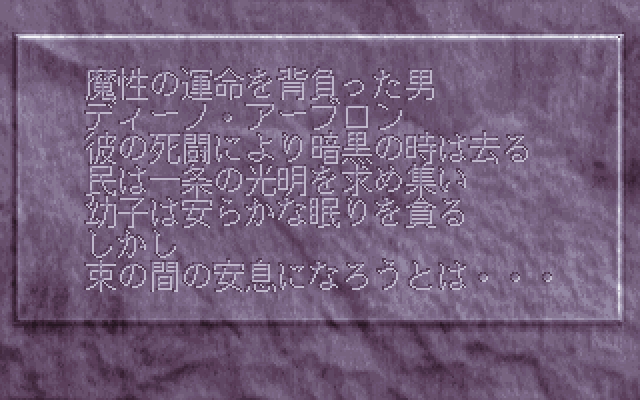 魔性の運命を背負った男
ディーノ・アーブロン
彼の死闘により暗黒の時は去る
民は一条の光明を求め集い
幼子は安らかな眠りを貪る
しかし
束の間の安息になろうとは・・・